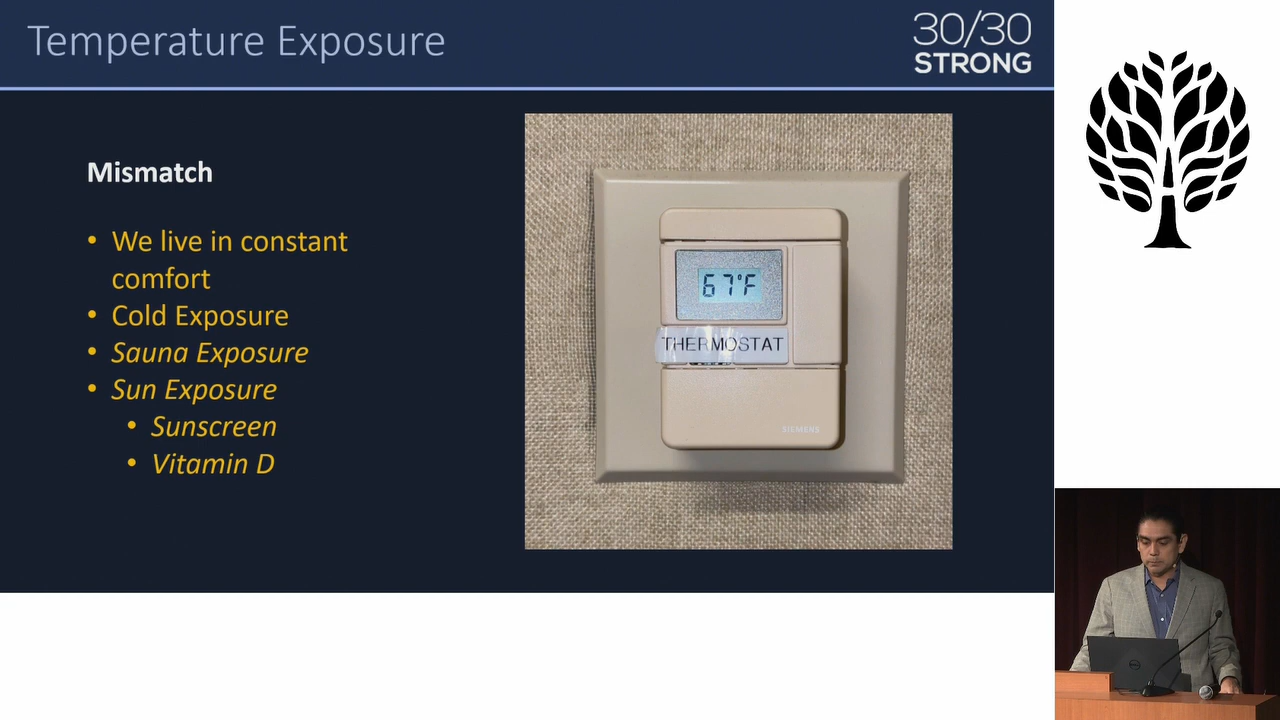 Temperature Exposure
30/30
STRONG
Mismatch
• We live in constant
comfort
• Cold Exposure
• Sauna Exposure
• Sun Exposure
• Sunscreen
• Vitamin D
67°F
THERMOSTAT
SIEMENS
DELL